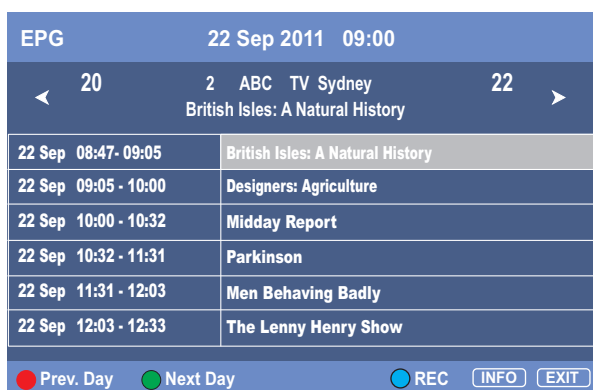 EPG 22 Sep 2011 09:00
20 2 ABC TV Sydney 22
British Isles: A Natural History
22 Sep 08:47- 09:05 British Isles: A Natural History
22 Sep 09:05 - 10:00 Designers: Agriculture
22 Sep 10:00 - 10:32 Midday Report
22 Sep 10:32 - 11:31 Parkinson
22 Sep 11:31 - 12:03 Men Behaving Badly
22 Sep 12:03 - 12:33 The Lenny Henry Show
Prev. Day Next Day REC INFO EXIT